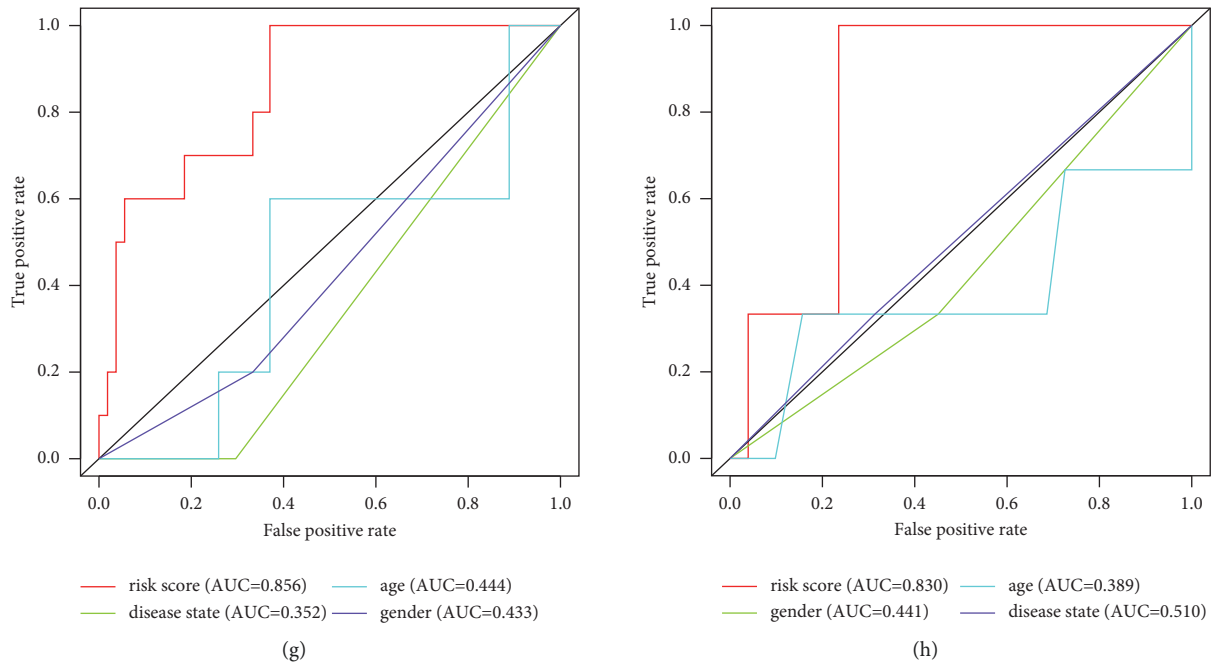 1.0
0.8
0.6
0.4
0.2
0.0
True positive rate
0.0 0.2 0.4 0.6 0.8 1.0
False positive rate
risk score (AUC=0.856)
age (AUC=0.444)
disease state (AUC=0.352)
gender (AUC=0.433)
(g)
1.0
0.8
0.6
0.4
0.2
0.0
True positive rate
0.0 0.2 0.4 0.6 0.8 1.0
False positive rate
risk score (AUC=0.830)
age (AUC=0.389)
gender (AUC=0.441)
disease state (AUC=0.510)
(h)